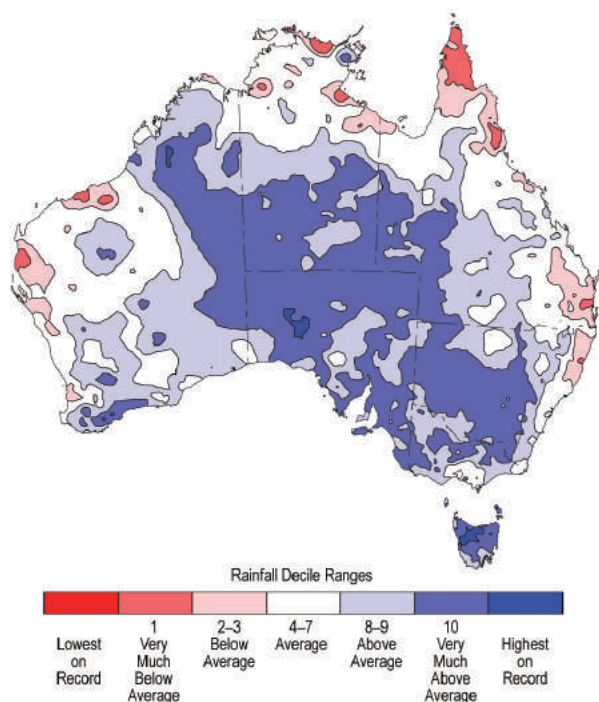 Rainfall Decile Ranges
1 2–3 4–7 8–9 10
Lowest on Record
Very Much Below Average
Below Average
Average
Above Average
Very Much Above Average
Highest on Record